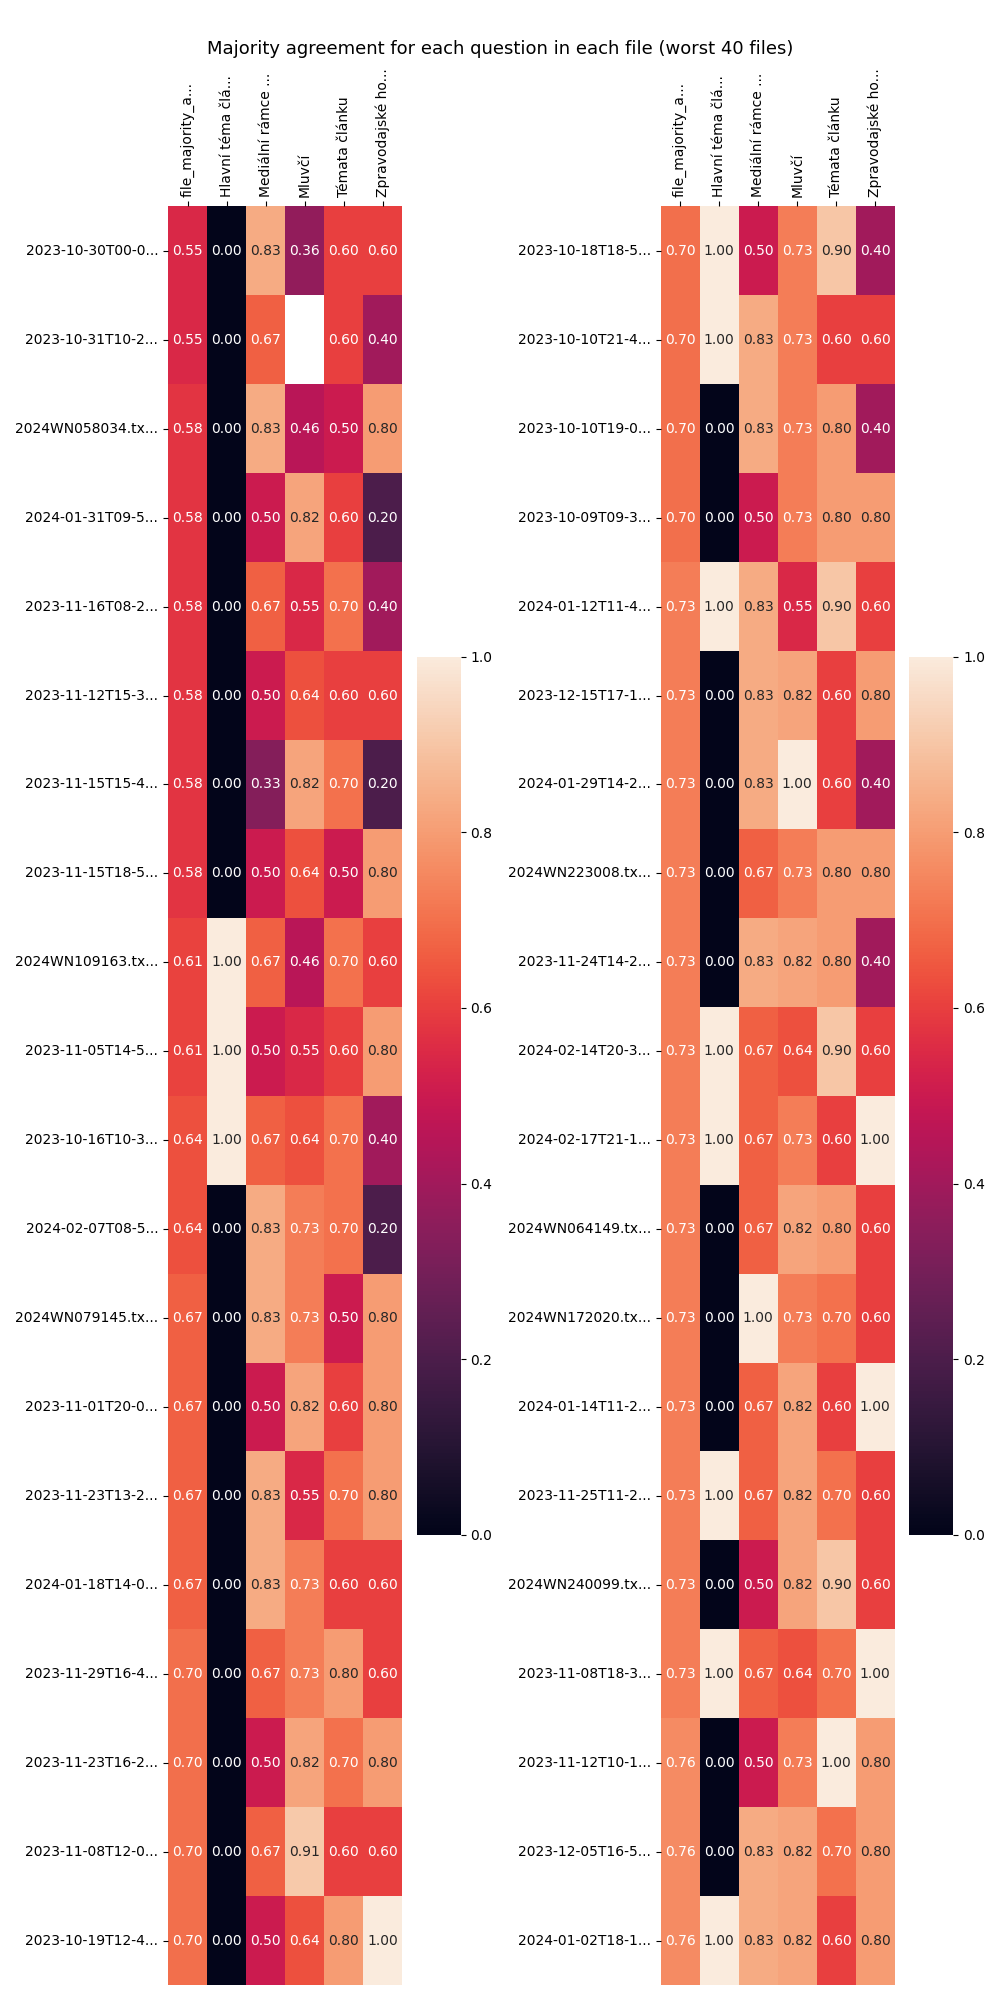 Majority agreement for each question in each file (worst 40 files)
file_majority_a... Hlavní téma člá... Mediální rámce ... Mluvčí Témata článku Zpravodajské ho...
2023-10-30T00-0... 0.55 0.00 0.83 0.36 0.60 0.60
2023-10-31T10-2... 0.55 0.00 0.67 0.60 0.40
2024WN058034.tx... 0.58 0.00 0.83 0.46 0.50 0.80
2024-01-31T09-5... 0.58 0.00 0.50 0.82 0.60 0.20
2023-11-16T08-2... 0.58 0.00 0.67 0.55 0.70 0.40
2023-11-12T15-3... 0.58 0.00 0.50 0.64 0.60 0.60
2023-11-15T15-4... 0.58 0.00 0.33 0.82 0.70 0.20
2023-11-15T18-5... 0.58 0.00 0.50 0.64 0.50 0.80
2024WN109163.tx... 0.61 1.00 0.67 0.46 0.70 0.60
2023-11-05T14-5... 0.61 1.00 0.50 0.55 0.60 0.80
2023-10-16T10-3... 0.64 1.00 0.67 0.64 0.70 0.40
2024-02-07T08-5... 0.64 0.00 0.83 0.73 0.70 0.20
2024WN079145.tx... 0.67 0.00 0.83 0.73 0.50 0.80
2023-11-01T20-0... 0.67 0.00 0.50 0.82 0.60 0.80
2023-11-23T13-2... 0.67 0.00 0.83 0.55 0.70 0.80
2024-01-18T14-0... 0.67 0.00 0.83 0.73 0.60 0.60
2023-11-29T16-4... 0.70 0.00 0.67 0.73 0.80 0.60
2023-11-23T16-2... 0.70 0.00 0.50 0.82 0.70 0.80
2023-11-08T12-0... 0.70 0.00 0.67 0.91 0.60 0.60
2023-10-19T12-4... 0.70 0.00 0.50 0.64 0.80 1.00
1.0
0.8
0.6
0.4
0.2
0.0
file_majority_a... Hlavní téma člá... Mediální rámce ... Mluvčí Témata článku Zpravodajské ho...
2023-10-18T18-5... 0.70 1.00 0.50 0.73 0.90 0.40
2023-10-10T21-4... 0.70 1.00 0.83 0.73 0.60 0.60
2023-10-10T19-0... 0.70 0.00 0.83 0.73 0.80 0.40
2023-10-09T09-3... 0.70 0.00 0.50 0.73 0.80 0.80
2024-01-12T11-4... 0.73 1.00 0.83 0.55 0.90 0.60
2023-12-15T17-1... 0.73 0.00 0.83 0.82 0.60 0.80
2024-01-29T14-2... 0.73 0.00 0.83 1.00 0.60 0.40
2024WN223008.tx... 0.73 0.00 0.67 0.73 0.80 0.80
2023-11-24T14-2... 0.73 0.00 0.83 0.82 0.80 0.40
2024-02-14T20-3... 0.73 1.00 0.67 0.64 0.90 0.60
2024-02-17T21-1... 0.73 1.00 0.67 0.73 0.60 1.00
2024WN064149.tx... 0.73 0.00 0.67 0.82 0.80 0.60
2024WN172020.tx... 0.73 0.00 1.00 0.73 0.70 0.60
2024-01-14T11-2... 0.73 0.00 0.67 0.82 0.60 1.00
2023-11-25T11-2... 0.73 1.00 0.67 0.82 0.70 0.60
2024WN240099.tx... 0.73 0.00 0.50 0.82 0.90 0.60
2023-11-08T18-3... 0.73 1.00 0.67 0.64 0.70 1.00
2023-11-12T10-1... 0.76 0.00 0.50 0.73 1.00 0.80
2023-12-05T16-5... 0.76 0.00 0.83 0.82 0.70 0.80
2024-01-02T18-1... 0.76 1.00 0.83 0.82 0.60 0.80
1.0
0.8
0.6
0.4
0.2
0.0